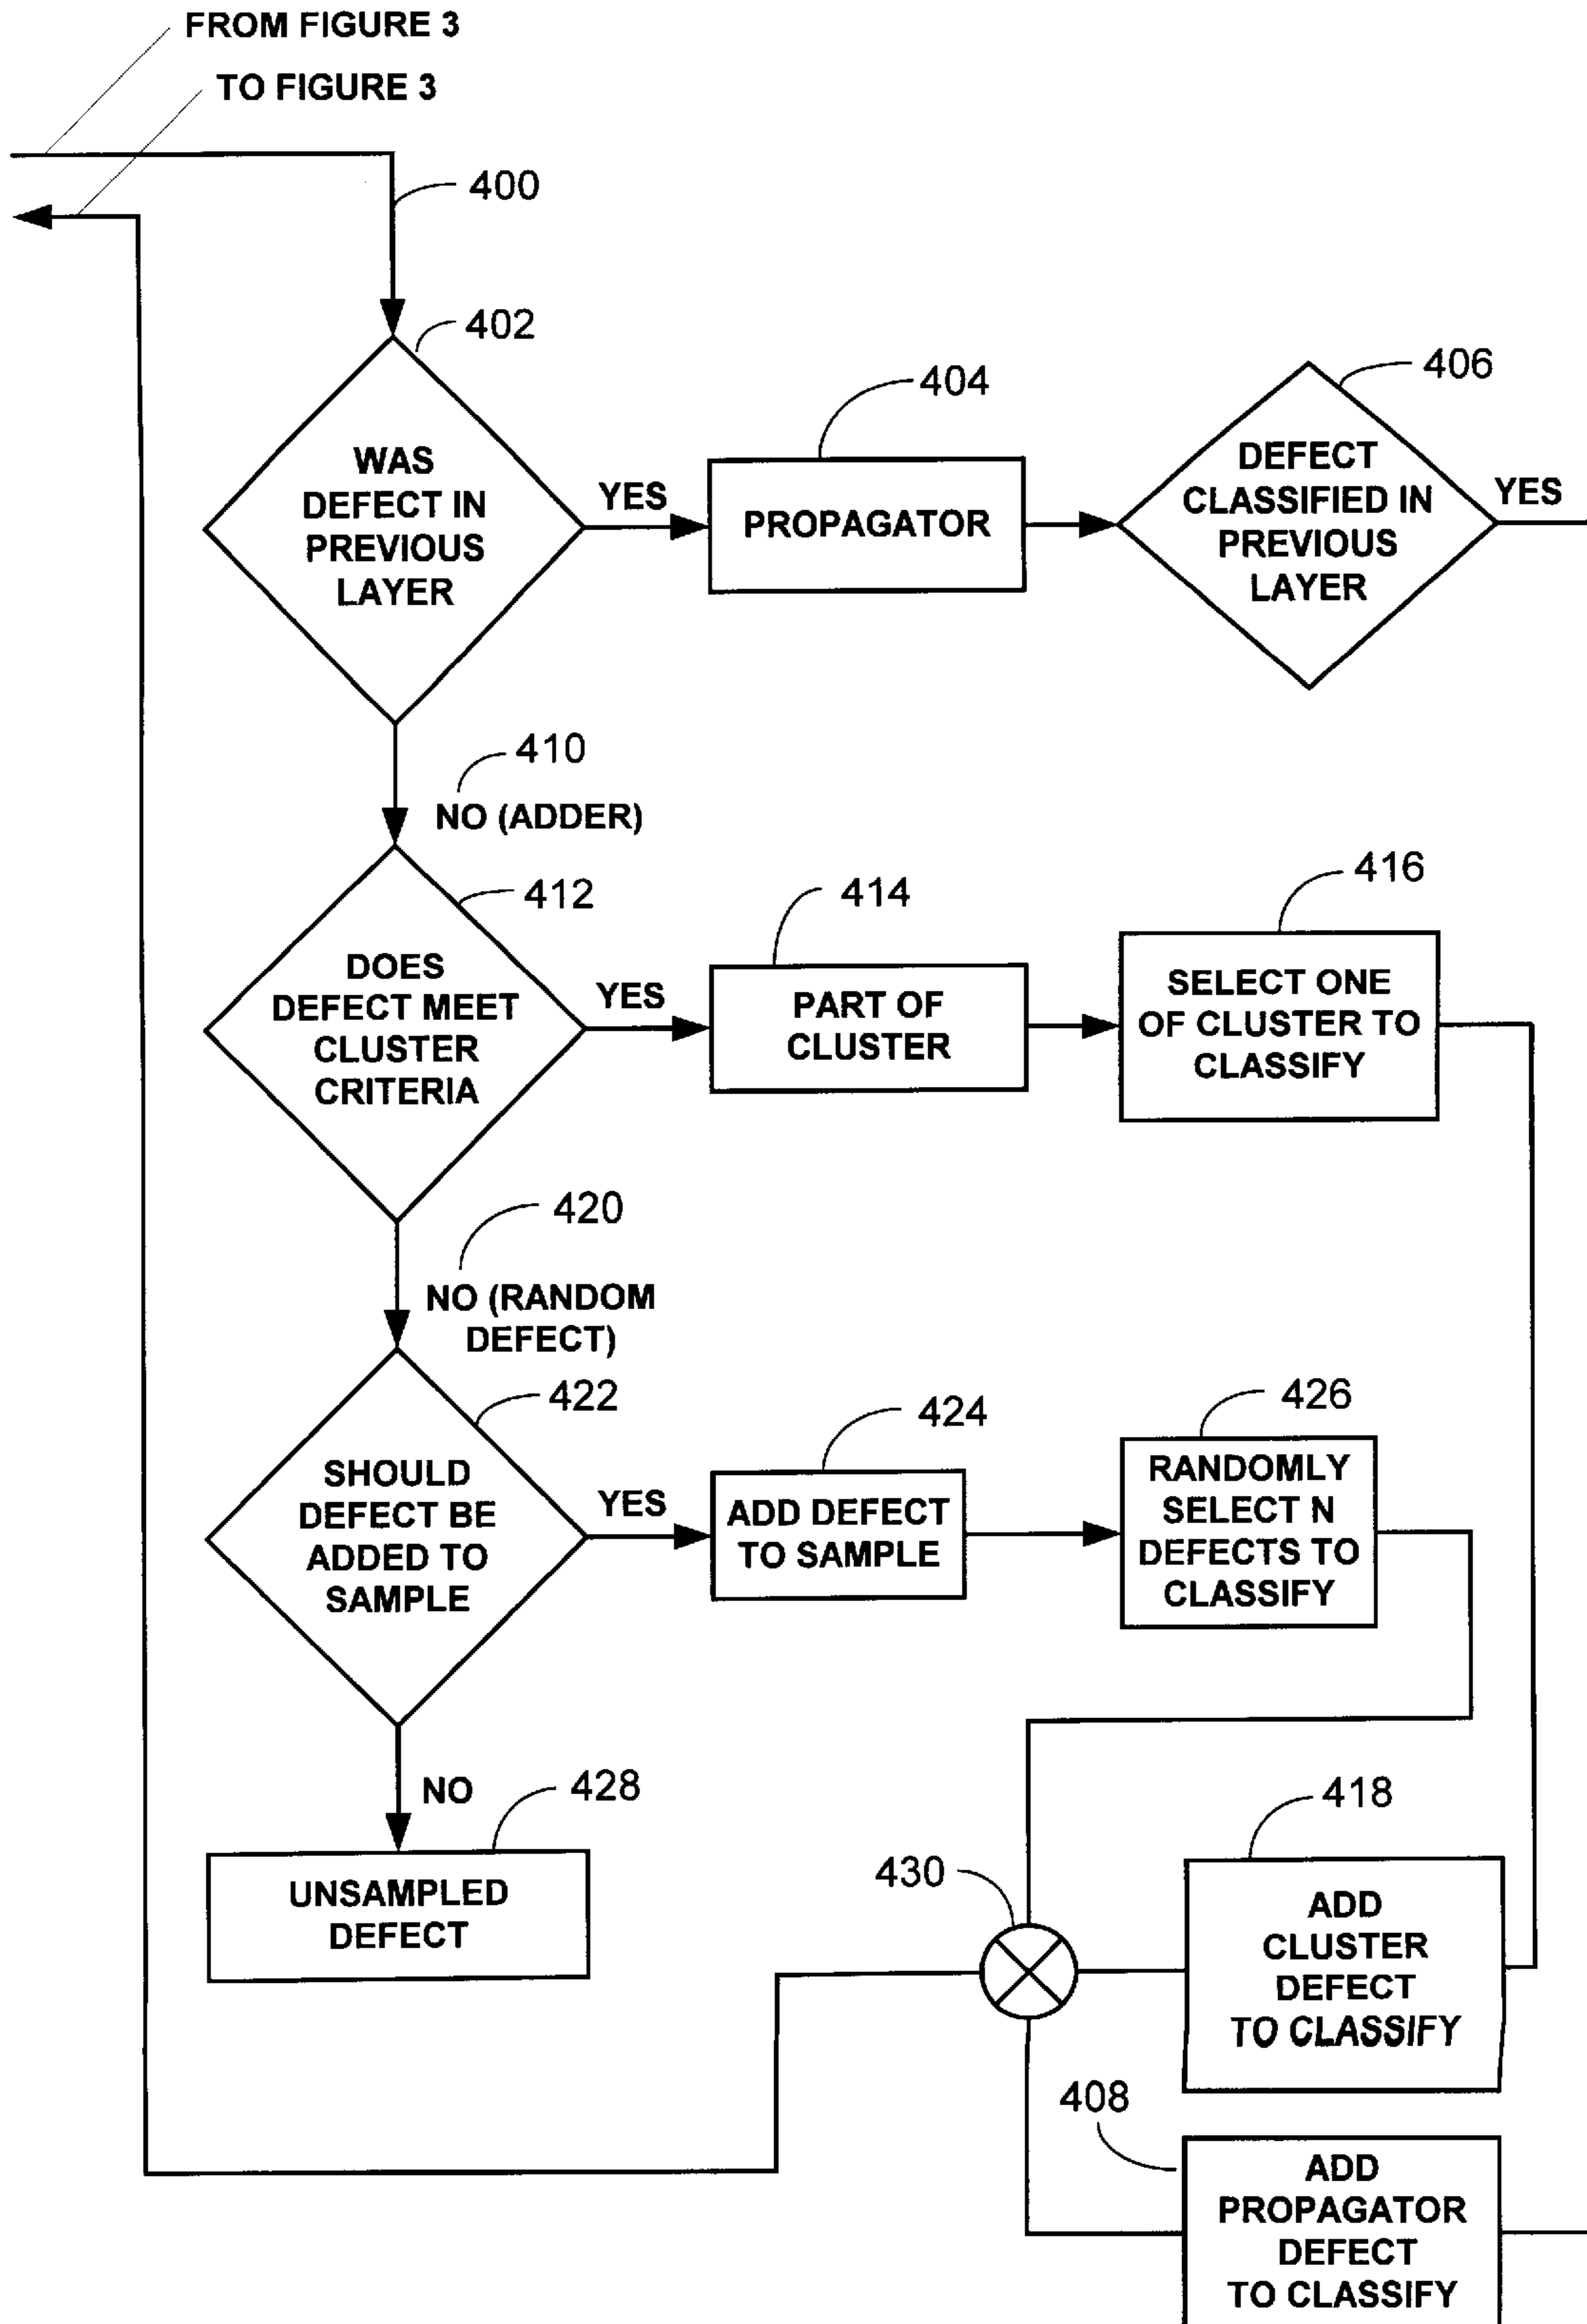 FROM FIGURE 3
TO FIGURE 3
400
402
WAS
DEFECT IN
PREVIOUS
LAYER
YES
404
PROPAGATOR
406
DEFECT
CLASSIFIED IN
PREVIOUS
LAYER
YES
410
NO (ADDER)
412
DOES
DEFECT MEET
CLUSTER
CRITERIA
YES
414
PART OF
CLUSTER
416
SELECT ONE
OF CLUSTER TO
CLASSIFY
420
NO (RANDOM
DEFECT)
422
SHOULD
DEFECT BE
ADDED TO
SAMPLE
YES
424
ADD DEFECT
TO SAMPLE
426
RANDOMLY
SELECT N
DEFECTS TO
CLASSIFY
NO
428
UNSAMPLED
DEFECT
430
418
ADD
CLUSTER
DEFECT
TO CLASSIFY
408
ADD
PROPAGATOR
DEFECT
TO CLASSIFY